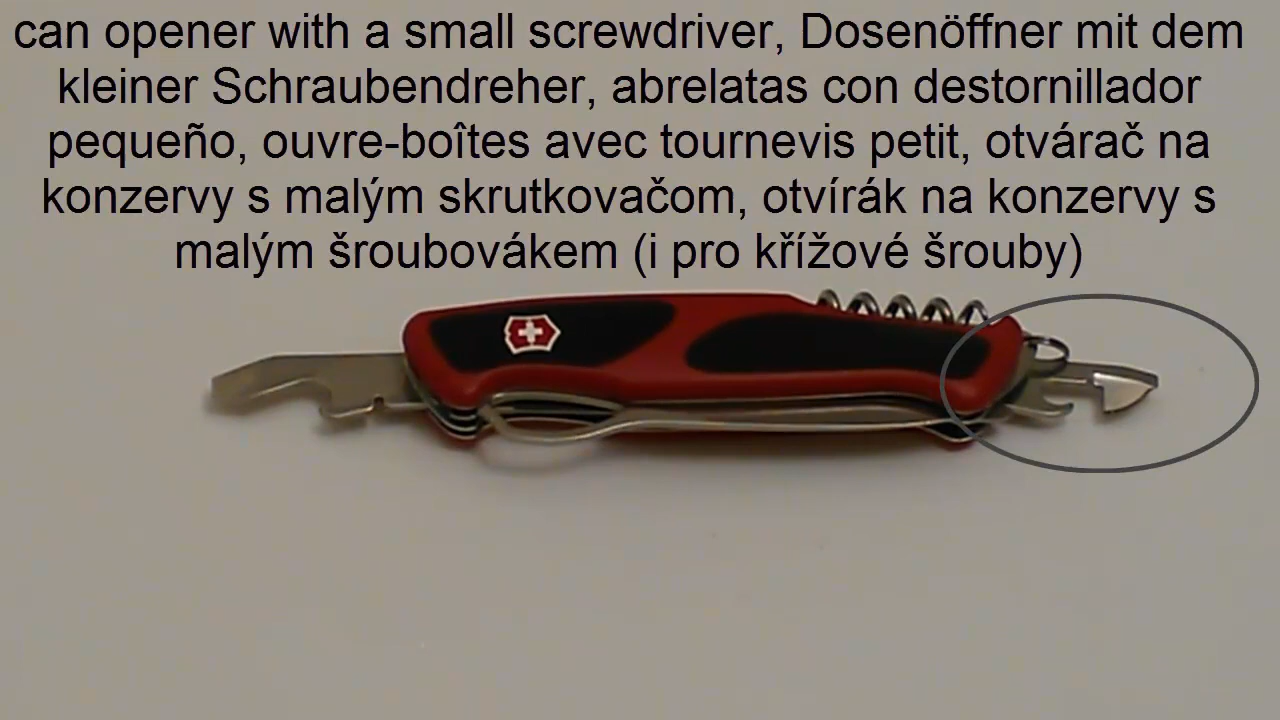 can opener with a small screwdriver, Dosenöffner mit dem
kleiner Schraubendreher, abrelatas con destornillador
pequeño, ouvre-boîtes avec tournevis petit, otvárač na
konzervy s malým skrutkovačom, otvírák na konzervy s
malým šroubovákem (i pro křížové šrouby)